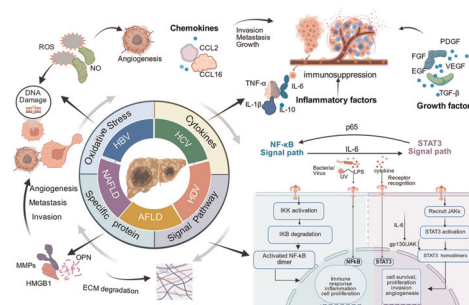 Chemokines
Invasion
Metastasis
Growth
PDGF
ROS
NO
Angiogenesis
CCL2
CCL16
FGF
VEGF
EGF
TGF-β
immunosuppression
IL-6
TNF-α
IL-1β
IL-10
Inflammatory factors
Growth factor
DNA
Damage
Oxidative Stress
Cytokines
HBV
HCV
NAFLD
HDV
AFLD
Specific protein
Signal Pathway
p65
NF-κB
Signal path
IL-6
STAT3
Signal path
Angiogenesis
Metastasis
Invasion
Bacteria/
Virus
UV
LPS
cytokine
Receptor
recognition
IKK activation
IKB degradation
Activated NF-kB
dimer
NFkB
STAT3
Recruit JAKs
IL-6
STAT3 activation
gp130/JAK
STAT3 homodimers
Immune
response
inflammation
cell proliferation
cell survival,
proliferation
invasion
angiogenesis
MMPs
OPN
HMGB1
ECM degradation